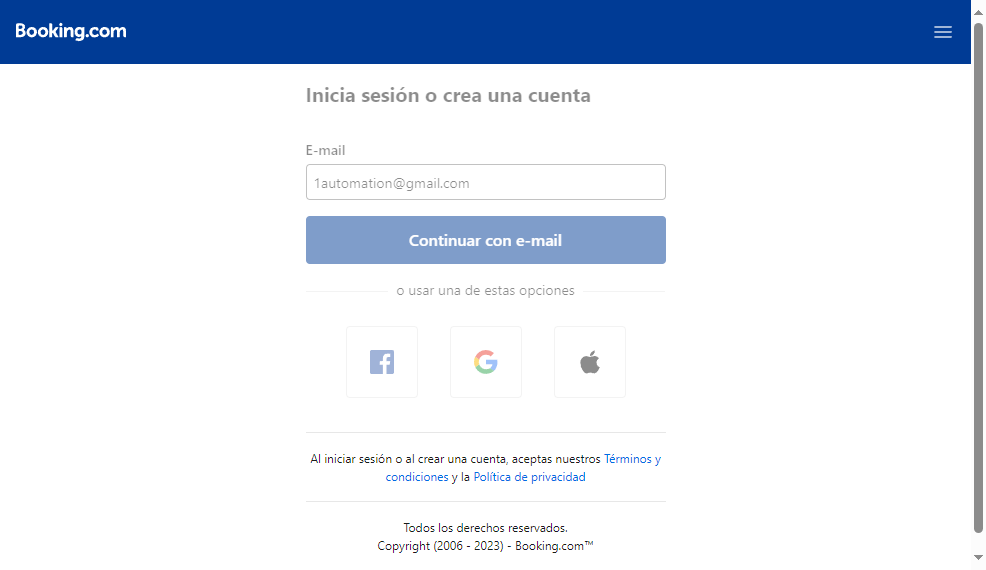 Booking.com
Inicia sesión o crea una cuenta
E-mail
1automation@gmail.com
Continuar con e-mail
o usar una de estas opciones
Al iniciar sesión o al crear una cuenta, aceptas nuestros Términos y
condiciones y la Política de privacidad
Todos los derechos reservados.
Copyright (2006 - 2023) - Booking.com™